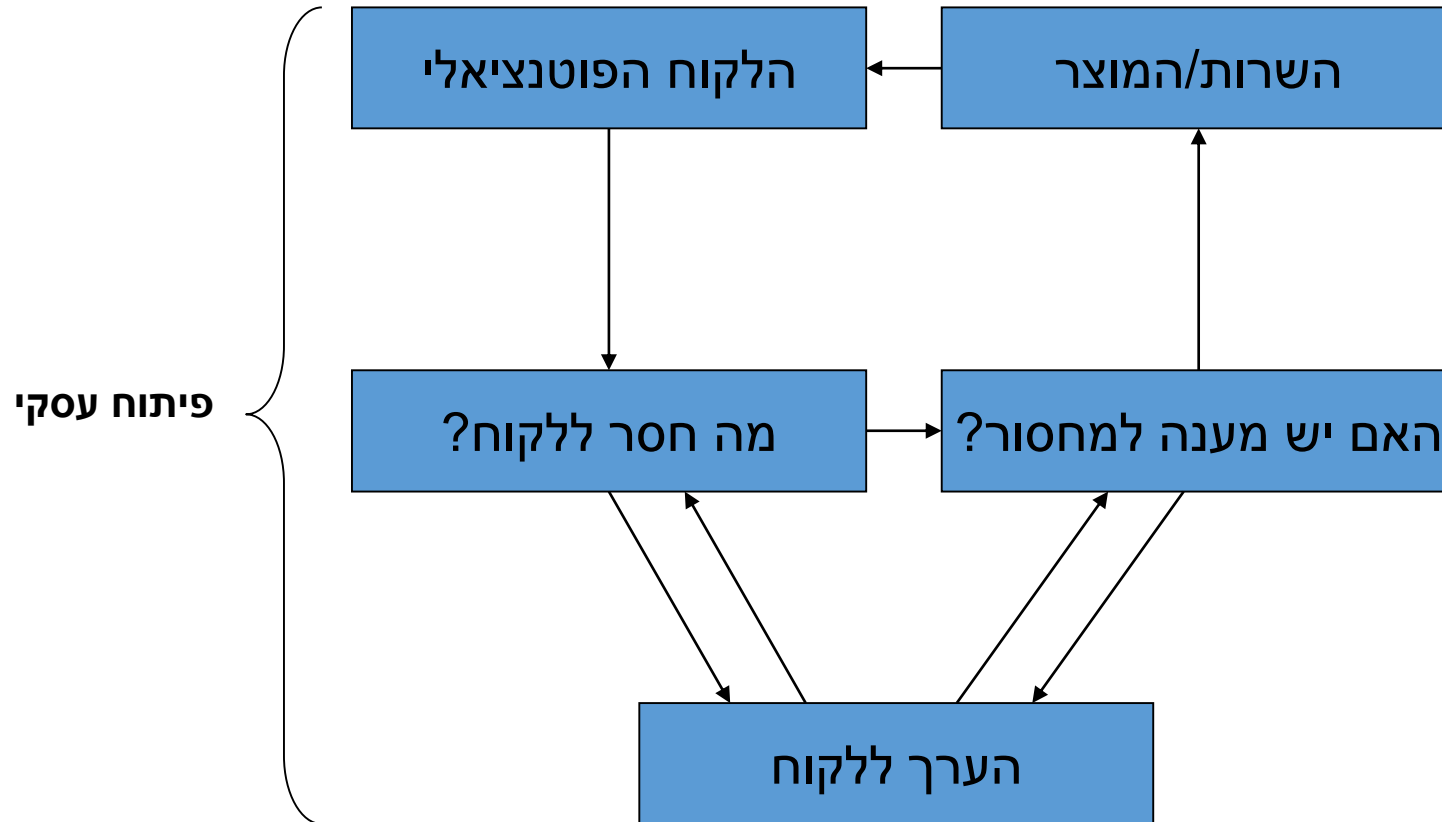 השרות/המוצר
הלקוח הפוטנציאלי
האם יש מענה למחסור?
מה חסר ללקוח?
פיתוח עסקי
הערך ללקוח